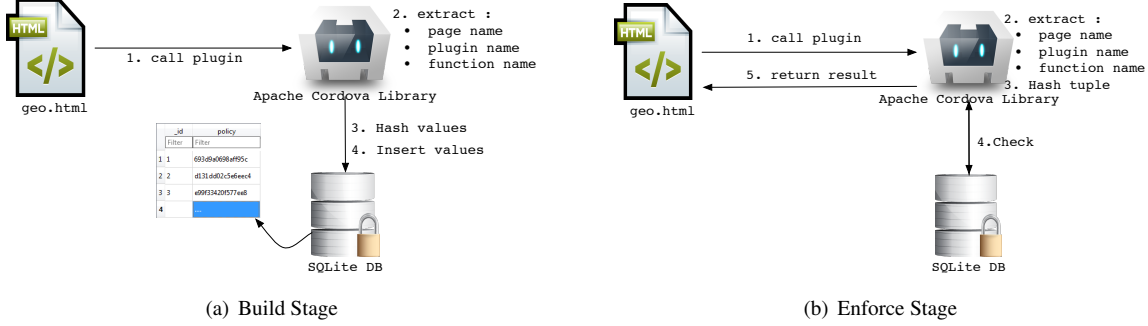 HTML
</>
geo.html
1. call plugin
2. extract :
• page name
• plugin name
• function name
Apache Cordova Library
3. Hash values
4. Insert values
_id policy
Filter Filter
1 1 693d9a0698aff95c
2 2 d131dd02c5e6eec4
3 3 e99f33420f577ee8
4 ...
SQLite DB
(a) Build Stage
HTML
</>
geo.html
1. call plugin
5. return result
2. extract :
• page name
• plugin name
• function name
3. Hash tuple
Apache Cordova Library
4.Check
SQLite DB
(b) Enforce Stage